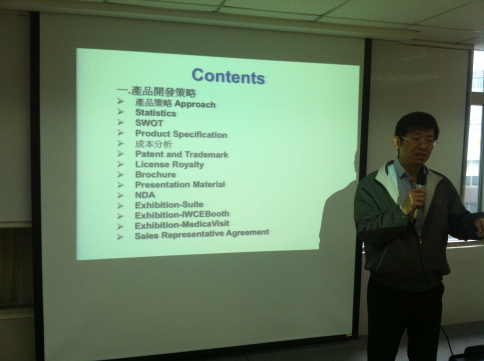 Contents
一.產品開發策略
產品策略 Approach
Statistics
SWOT
Product Specification
成本分析
Patent and Trademark
License Royalty
Brochure
Presentation Material
NDA
Exhibition-Suite
Exhibition-IWCEBooth
Exhibition-MedicaVisit
Sales Representative Agreement